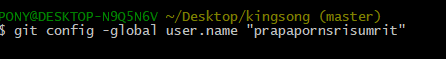 PONY@DESKTOP-N9Q5N6V ~/Desktop/kingsong (master)
$ git config -global user.name "prapapornsrisumrit"